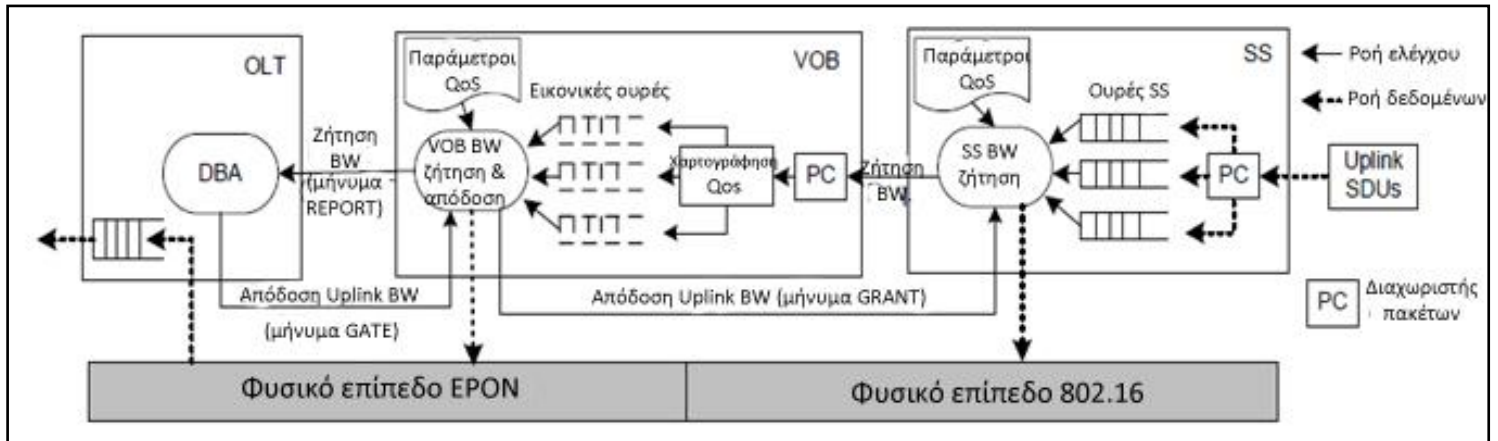 OLT
DBA
Ζήτηση
BW
(μήνυμα -
REPORT)
Απόδοση Uplink BW
(μήνυμα GATE)
Παράμετροι
QoS
VOB
Εικονικές ουρές
VOB BW
ζήτηση &
απόδοση
Χαρτογράφηση
Qos
PC
Απόδοση Uplink BW (μήνυμα GRANT)
Ζήτηση
BW.
Παράμετροι
QoS
SS
Ουρές SS
SS BW
ζήτηση
PC
Uplink
SDUs
Ροή ελέγχου
Ροή δεδομένων
PC
Διαχωριστής
πακέτων
Φυσικό επίπεδο EPON
Φυσικό επίπεδο 802.16